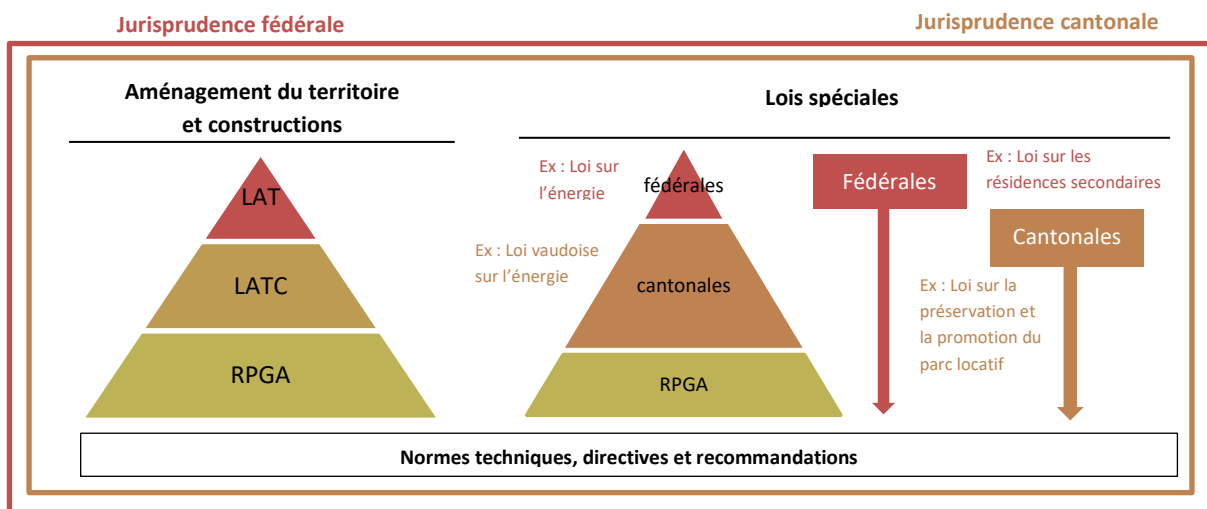 Jurisprudence fédérale
Jurisprudence cantonale
Aménagement du territoire
et constructions
LAT
LATC
RPGA
Lois spéciales
Ex : Loi sur
l'énergie
fédérales
Ex : Loi vaudoise
sur l'énergie
cantonales
RPGA
Fédérales
Ex : Loi sur les
résidences secondaires
Cantonales
Ex : Loi sur la
préservation et
la promotion du
parc locatif
Normes techniques, directives et recommandations